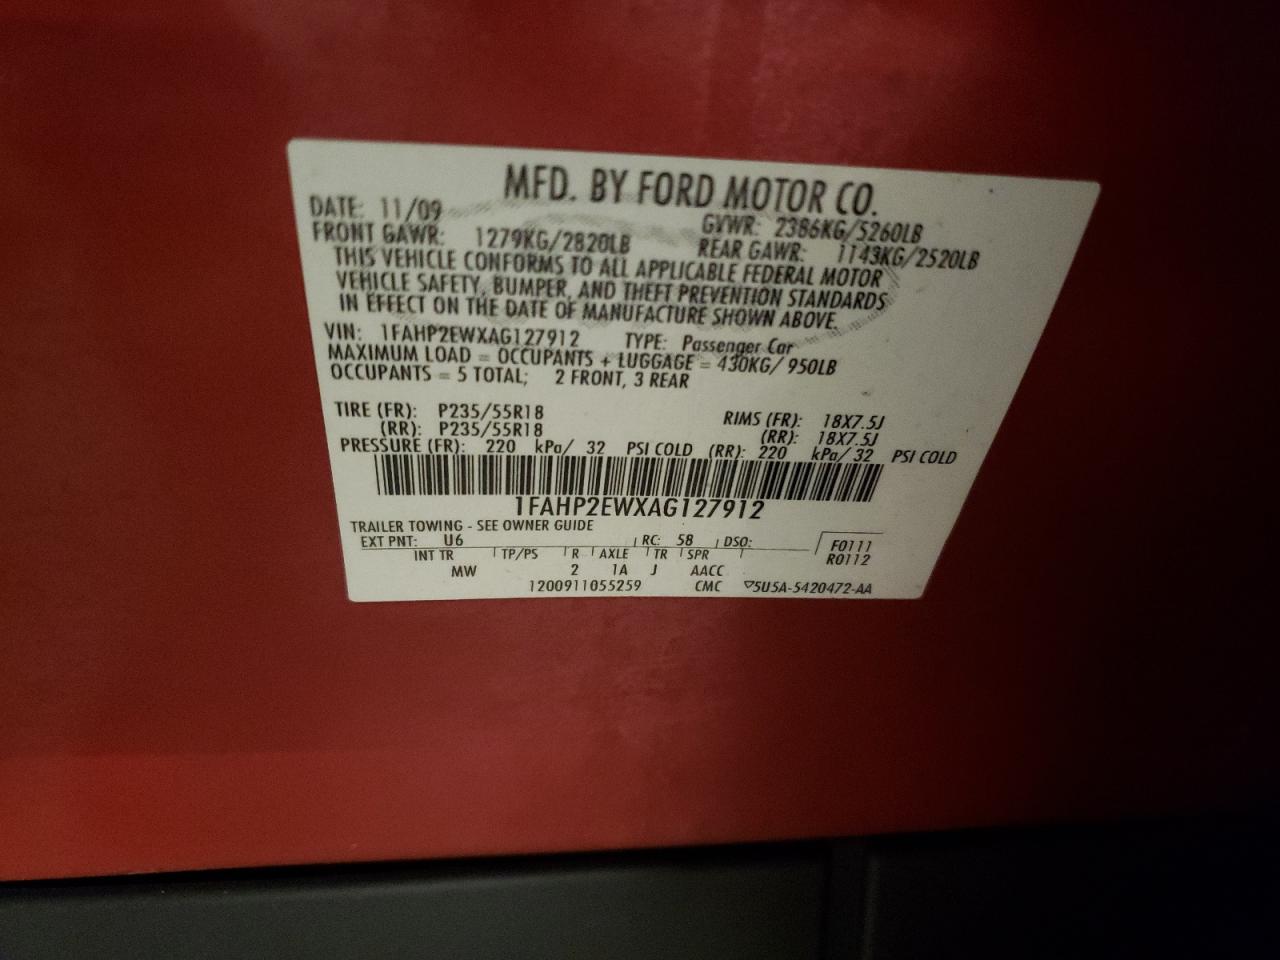 MFD. BY FORD MOTOR CO.
DATE: 11/09 GVWR: 2386KG/5260LB
FRONT GAWR: 1279KG/2820LB REAR GAWR: 1143KG/2520LB
THIS VEHICLE CONFORMS TO ALL APPLICABLE FEDERAL MOTOR
VEHICLE SAFETY, BUMPER, AND THEFT PREVENTION STANDARDS
IN EFFECT ON THE DATE OF MANUFACTURE SHOWN ABOVE.
VIN: 1FAHP2EWXAG127912 TYPE: Passenger Car
MAXIMUM LOAD = OCCUPANTS + LUGGAGE = 430KG/ 950LB
OCCUPANTS = 5 TOTAL; 2 FRONT, 3 REAR
TIRE (FR): P235/55R18 RIMS (FR): 18X7.5J
(RR): P235/55R18 (RR): 18X7.5J
PRESSURE (FR): 220 kPa/ 32 PSI COLD (RR): 220 kPa/ 32 PSI COLD
1FAHP2EWXAG127912
TRAILER TOWING - SEE OWNER GUIDE
EXT PNT: U6 RC: 58 DSO: F0111
INT TR TP/PS R AXLE TR SPR R0112
MW 2 1A J AACC
1200911055259 CMC ▽5U5A-5420472-AA